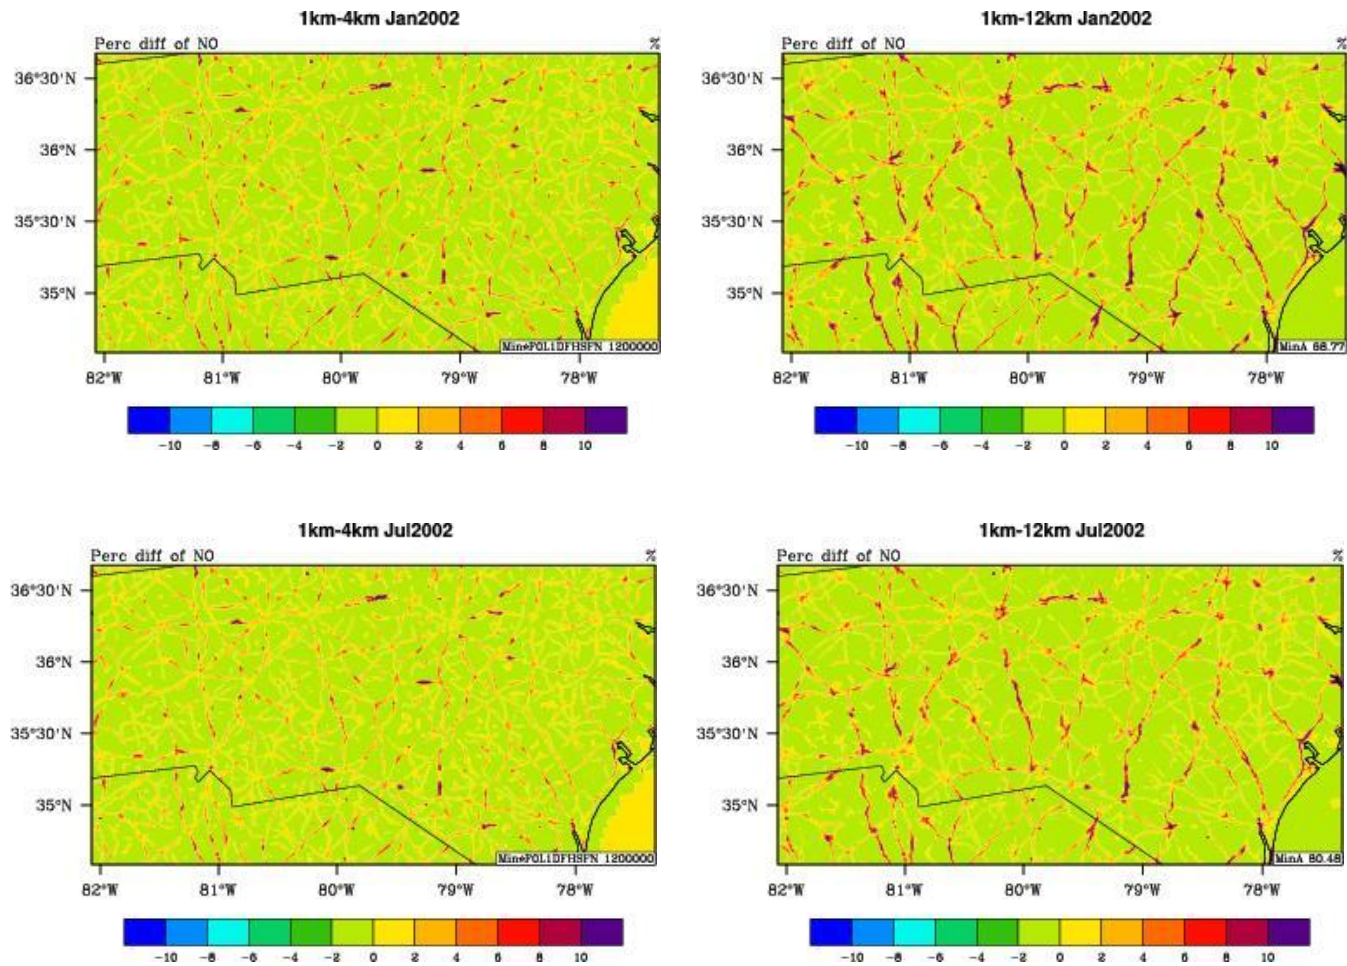 1km-4km Jan2002
Perc diff of NO %
36°30'N
36°N
35°30'N
35°N
82°W 81°W 80°W 79°W 78°W
-10 -8 -6 -4 -2 0 2 4 6 8 10
1km-12km Jan2002
Perc diff of NO %
36°30'N
36°N
35°30'N
35°N
MinA 68.77
82°W 81°W 80°W 79°W 78°W
-10 -8 -6 -4 -2 0 2 4 6 8 10
1km-4km Jul2002
Perc diff of NO %
36°30'N
36°N
35°30'N
35°N
82°W 81°W 80°W 79°W 78°W
-10 -8 -6 -4 -2 0 2 4 6 8 10
1km-12km Jul2002
Perc diff of NO %
36°30'N
36°N
35°30'N
35°N
MinA 80.48
82°W 81°W 80°W 79°W 78°W
-10 -8 -6 -4 -2 0 2 4 6 8 10